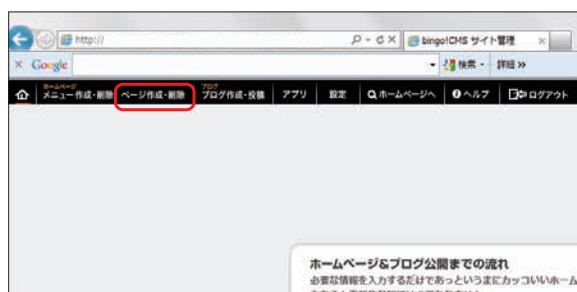 http://
bingo!CMS サイト管理
Google
検索
詳細 »
ホームページ
メニュー作成・削除
ページ作成・削除
ブログ
ブログ作成・投稿
アプリ
設定
ホームページへ
ヘルプ
ログアウト
ホームページ&ブログ公開までの流れ
必要な情報を入力するだけであっというまにカッコいいホーム